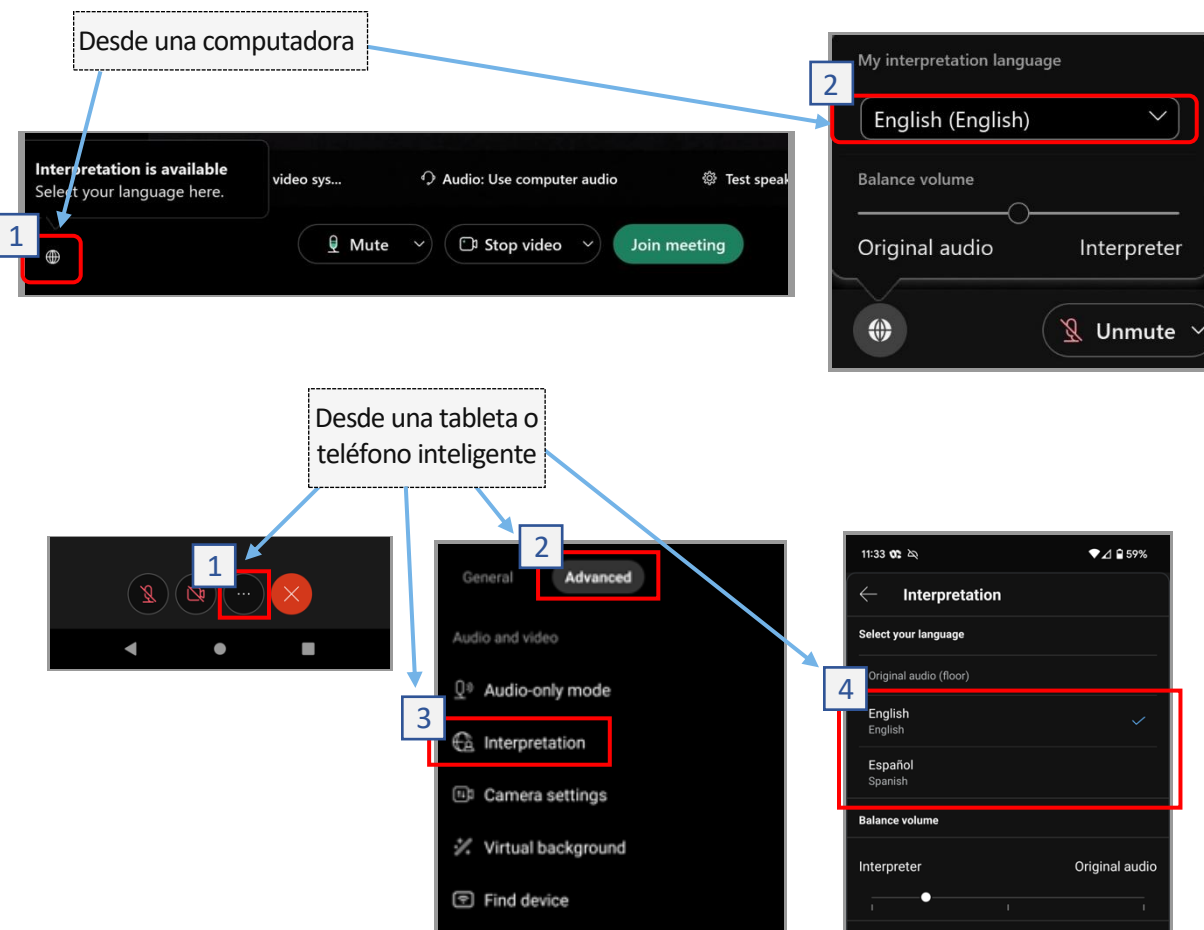 Desde una computadora
Interpretation is available
Select your language here.
video sys...
Audio: Use computer audio
Test speak
1
Mute
Stop video
Join meeting
My interpretation language
2
English (English)
Balance volume
Original audio Interpreter
Unmute
Desde una tableta o
teléfono inteligente
1
2
General Advanced
Audio and video
Audio-only mode
3
Interpretation
Camera settings
Virtual background
Find device
11:33 59%
Interpretation
Select your language
Original audio (floor)
4
English
English
Español
Spanish
Balance volume
Interpreter Original audio